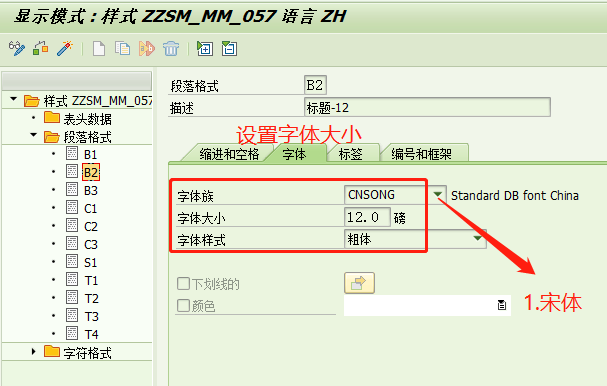 显示模式：样式 ZZSM_MM_057 语言 ZH
样式 ZZSM_MM_057
表头数据
段落格式
B1
B2
B3
C1
C2
C3
S1
T1
T2
T3
T4
字符格式
段落格式 B2
描述 标题-12
设置字体大小
缩进和空格 字体 标签 编号和框架
字体族 CNSONG Standard DB font China
字体大小 12.0 磅
字体样式 粗体
下划线的
颜色
1.宋体